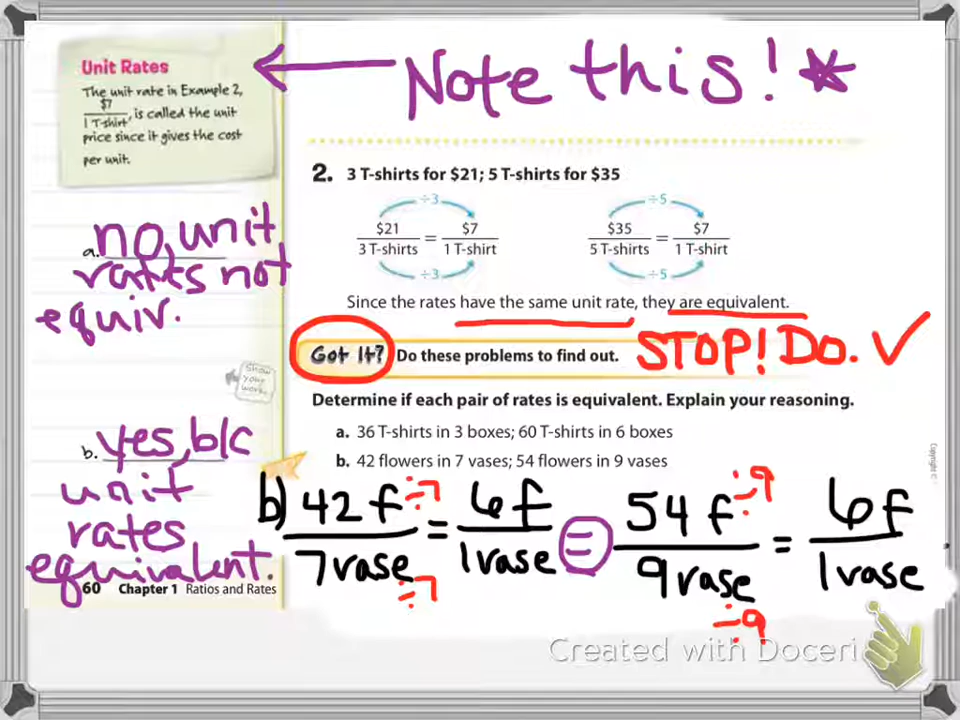 Unit Rates
The unit rate in Example 2,
$7
1 T-shirt, is called the unit
price since it gives the cost
per unit.
Note this! *
2. 3 T-shirts for $21; 5 T-shirts for $35
÷3 ÷5
$21 $7 $35 $7
3 T-shirts = 1 T-shirt 5 T-shirts = 1 T-shirt
÷3 ÷5
Since the rates have the same unit rate, they are equivalent.
a. no, unit
rates not
equiv.
Got It? Do these problems to find out. STOP! DO. ✓
Show
your
work.
Determine if each pair of rates is equivalent. Explain your reasoning.
a. 36 T-shirts in 3 boxes; 60 T-shirts in 6 boxes
b. 42 flowers in 7 vases; 54 flowers in 9 vases
b. yes, b/c
unit
rates
equivalent.
b) 42 f ÷7 = 6f = 54 f ÷9 = 6f
7vase ÷7 1vase 9vase ÷9 1vase
60 Chapter 1 Ratios and Rates
Copyright ©
Created with Doceri